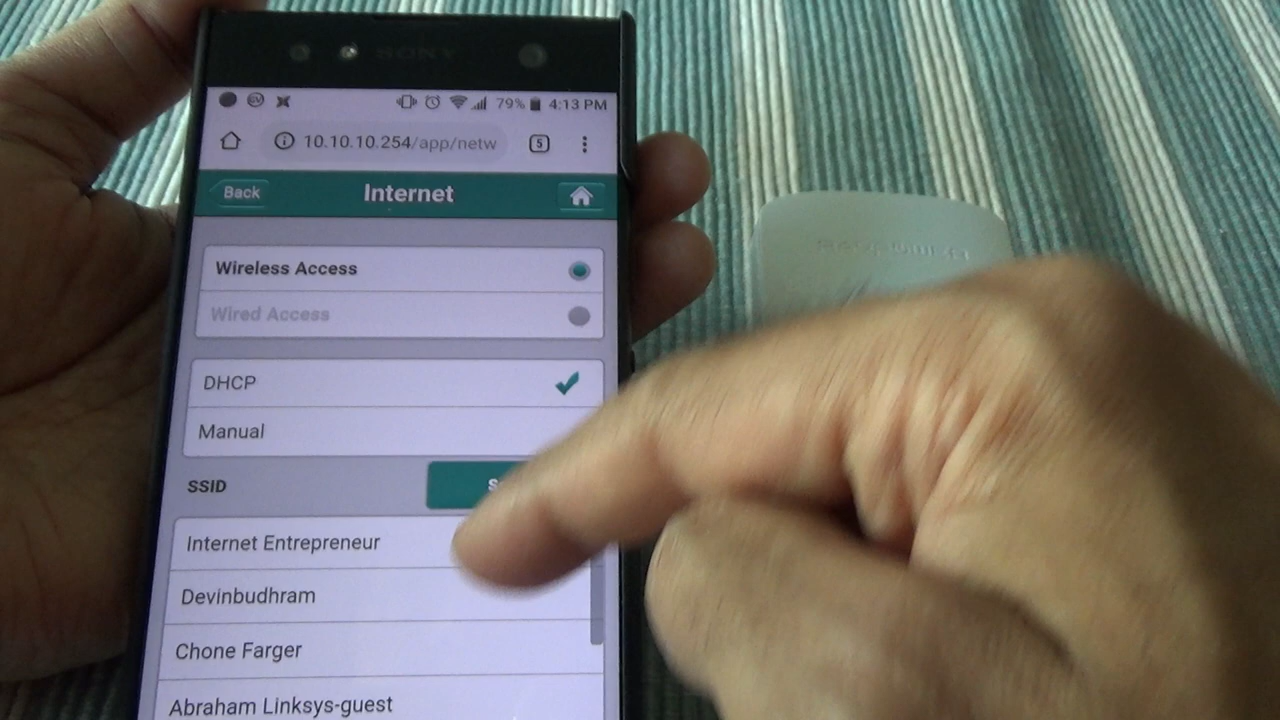 SONY
79% 4:13 PM
10.10.10.254/app/netw
5
Back
Internet
Wireless Access
Wired Access
DHCP
Manual
SSID
Internet Entrepreneur
Devinbudhram
Chone Farger
Abraham Linksys-guest